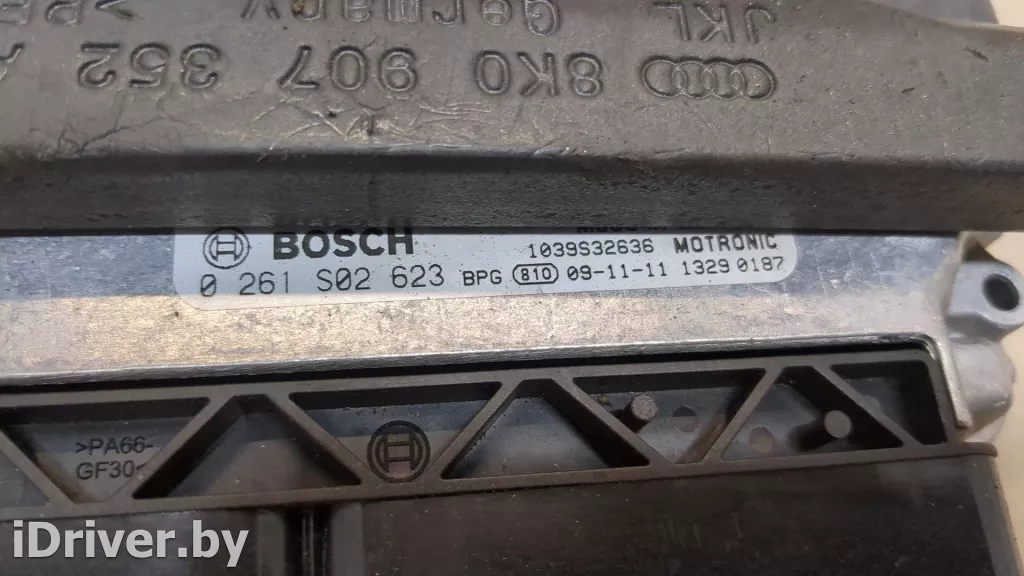 Germany JKL
8K0 907 352
BOSCH
1039S32636 MOTRONIC
0 261 S02 623 BPG 810 09-11-11 1329 0187
>PA66-
GF30<
iDriver.by